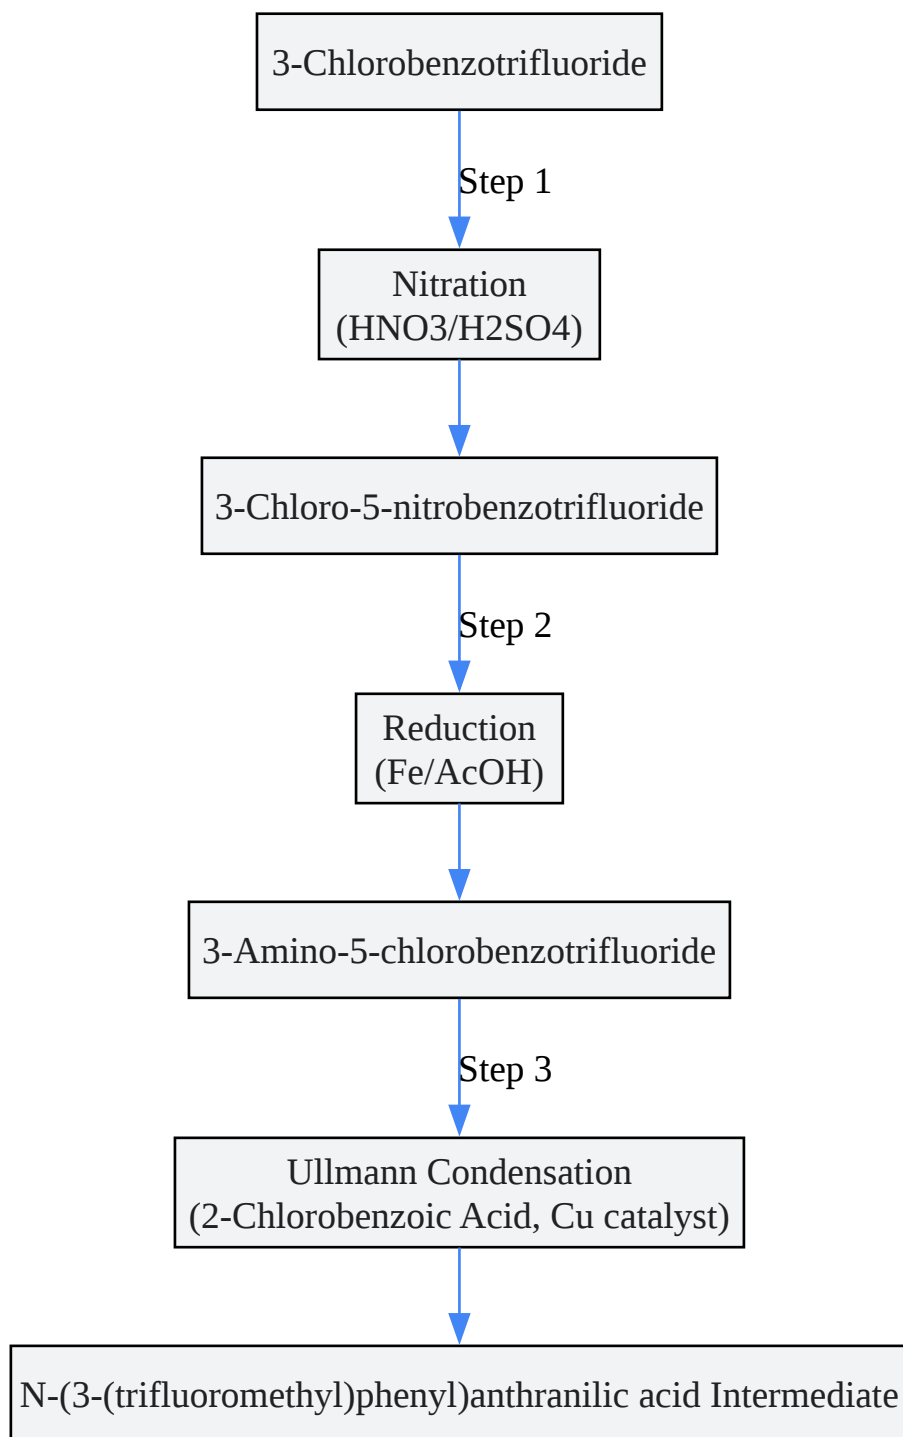 3-Chlorobenzotrifluoride
Step 1
Nitration
(HNO3/H2SO4)
3-Chloro-5-nitrobenzotrifluoride
Step 2
Reduction
(Fe/AcOH)
3-Amino-5-chlorobenzotrifluoride
Step 3
Ullmann Condensation
(2-Chlorobenzoic Acid, Cu catalyst)
N-(3-(trifluoromethyl)phenyl)anthranilic acid Intermediate